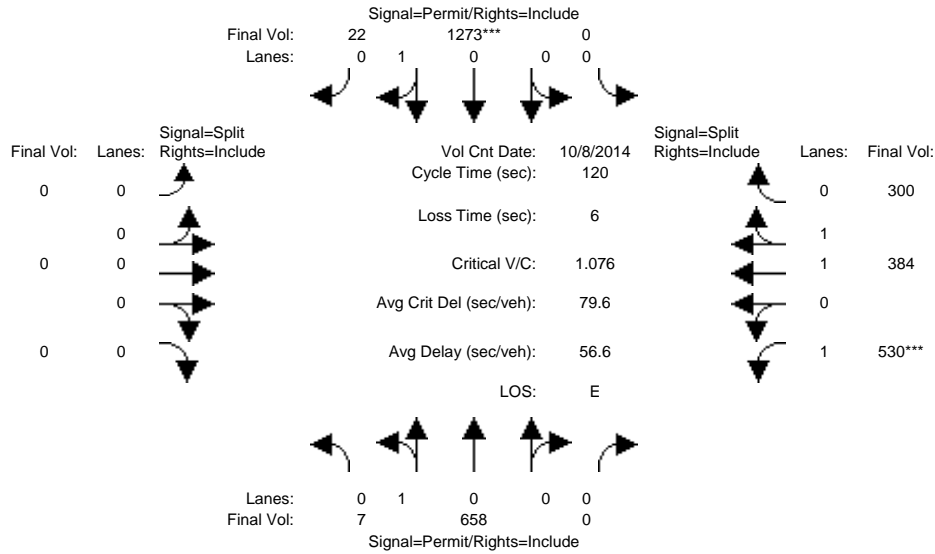 Signal=Permit/Rights=Include
Final Vol: 22 1273*** 0
Lanes: 0 1 0 0 0
Signal=Split Signal=Split
Final Vol: Lanes: Rights=Include Vol Cnt Date: 10/8/2014 Rights=Include Lanes: Final Vol:
Cycle Time (sec): 120
0 0 0 300
Loss Time (sec): 6
0 1
0 0 Critical V/C: 1.076 1 384
0 Avg Crit Del (sec/veh): 79.6 0
0 0 Avg Delay (sec/veh): 56.6 1 530***
LOS: E
Lanes: 0 1 0 0 0
Final Vol: 7 658 0
Signal=Permit/Rights=Include